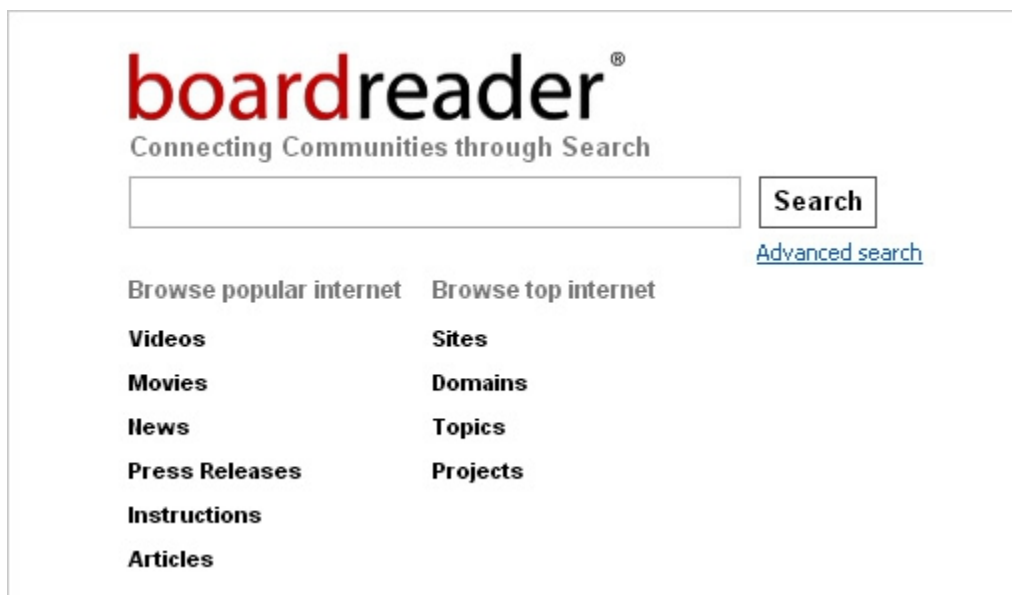 boardreader®
Connecting Communities through Search
Search
Advanced search
Browse popular internet
Videos
Movies
News
Press Releases
Instructions
Articles
Browse top internet
Sites
Domains
Topics
Projects